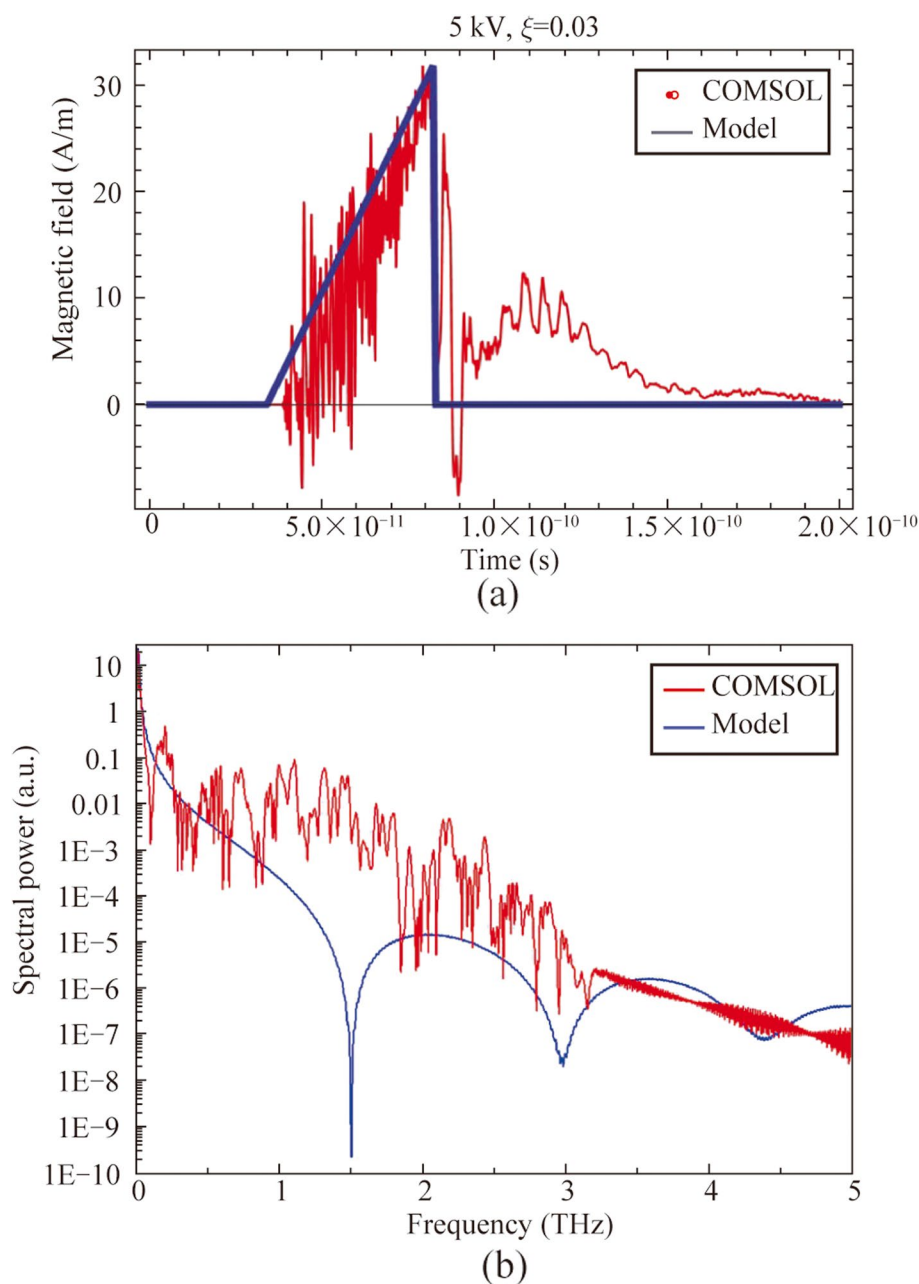 5 kV, ξ=0.03
COMSOL
Model
Magnetic field (A/m)
30
20
10
0
0
5.0×10⁻¹¹
1.0×10⁻¹⁰
1.5×10⁻¹⁰
2.0×10⁻¹⁰
Time (s)
(a)
COMSOL
Model
Spectral power (a.u.)
10
1
0.1
0.01
1E−3
1E−4
1E−5
1E−6
1E−7
1E−8
1E−9
1E−10
0
1
2
3
4
5
Frequency (THz)
(b)